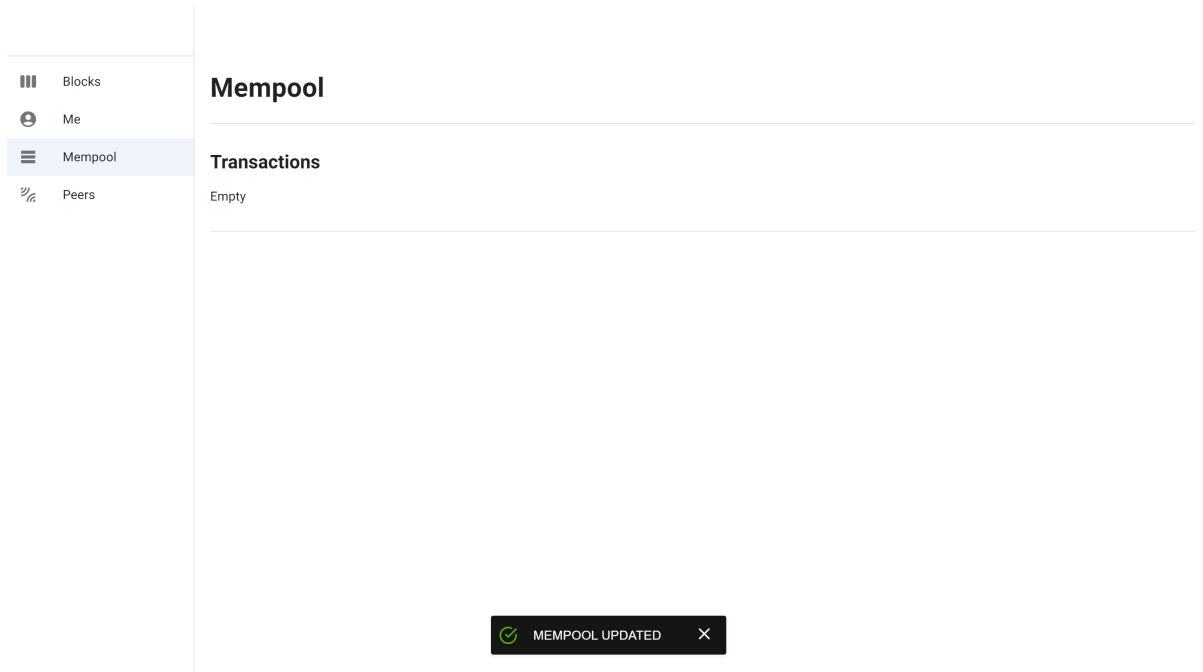 Blocks
Me
Mempool
Peers
Mempool
Transactions
Empty
MEMPOOL UPDATED